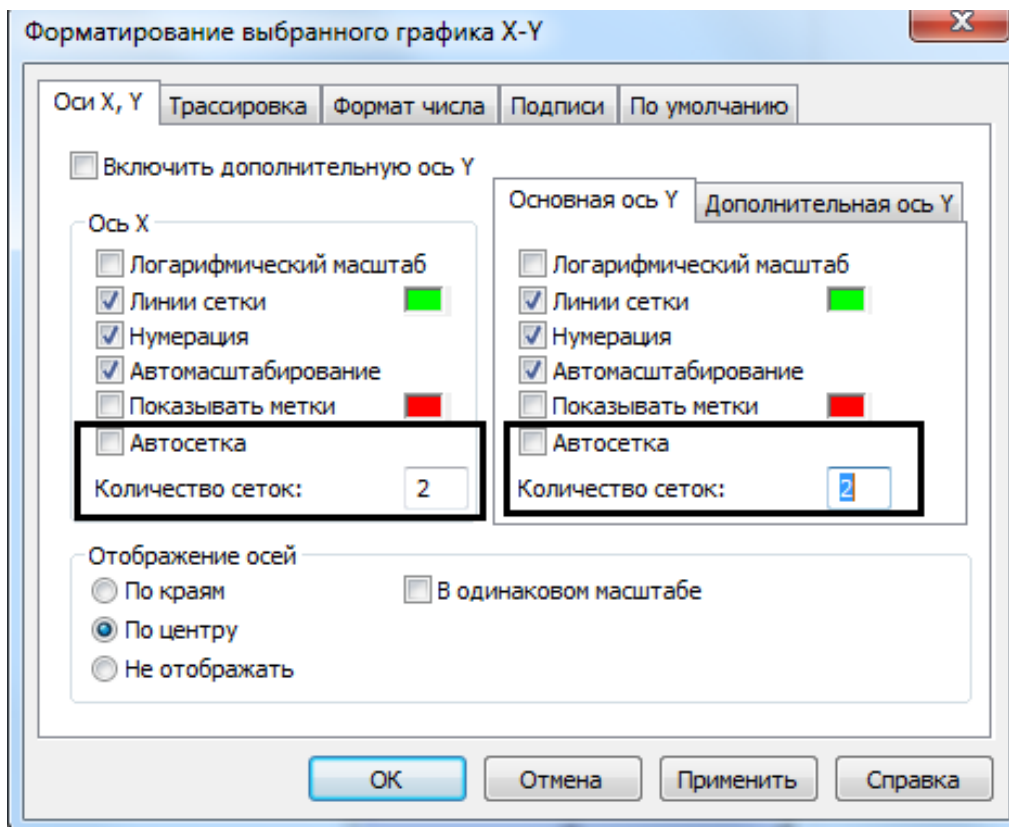 Форматирование выбранного графика X-Y
X
Оси X, Y
Трассировка
Формат числа
Подписи
По умолчанию
Включить дополнительную ось Y
Ось X
Логарифмический масштаб
Линии сетки
Нумерация
Автомасштабирование
Показывать метки
Автосетка
Количество сеток: 2
Основная ось Y
Дополнительная ось Y
Логарифмический масштаб
Линии сетки
Нумерация
Автомасштабирование
Показывать метки
Автосетка
Количество сеток: 2
Отображение осей
По краям
В одинаковом масштабе
По центру
Не отображать
ОК
Отмена
Применить
Справка